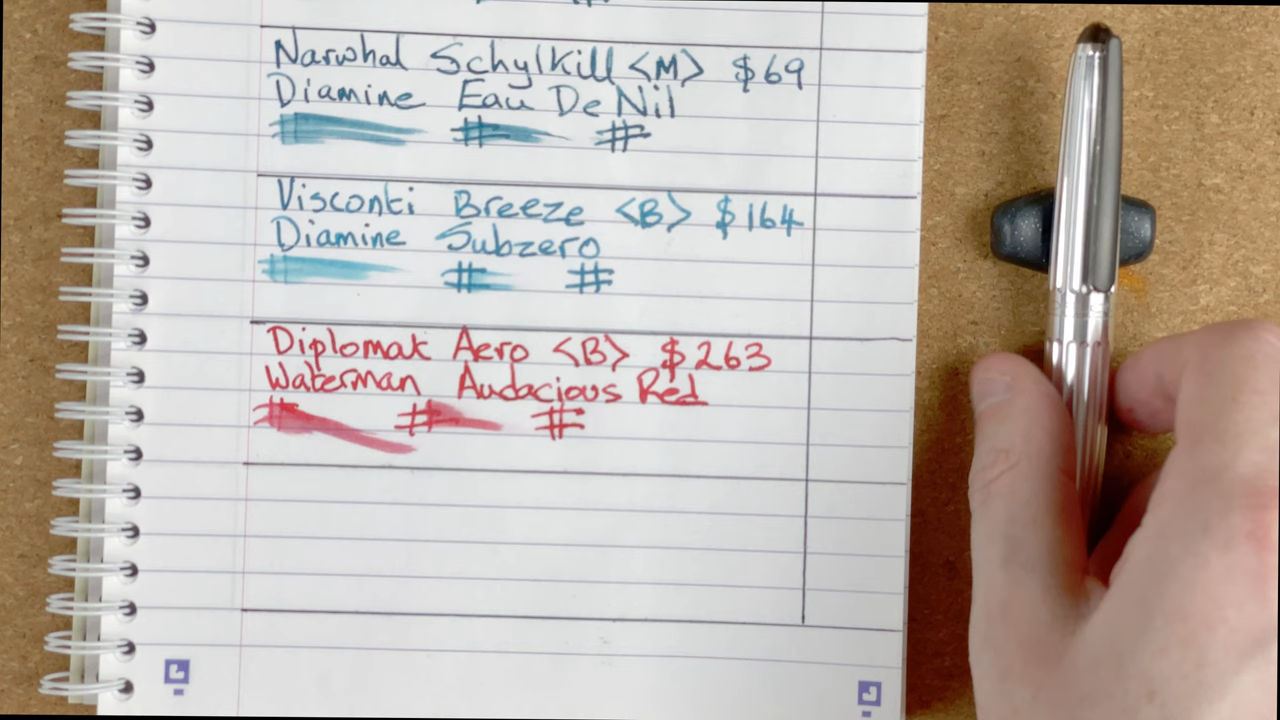 Narwhal Schylkill <M> $69
Diamine Eau De Nil
# #
Visconti Breeze <B> $164
Diamine Subzero
# #
Diplomat Aero <B> $263
Waterman Audacious Red
# # #